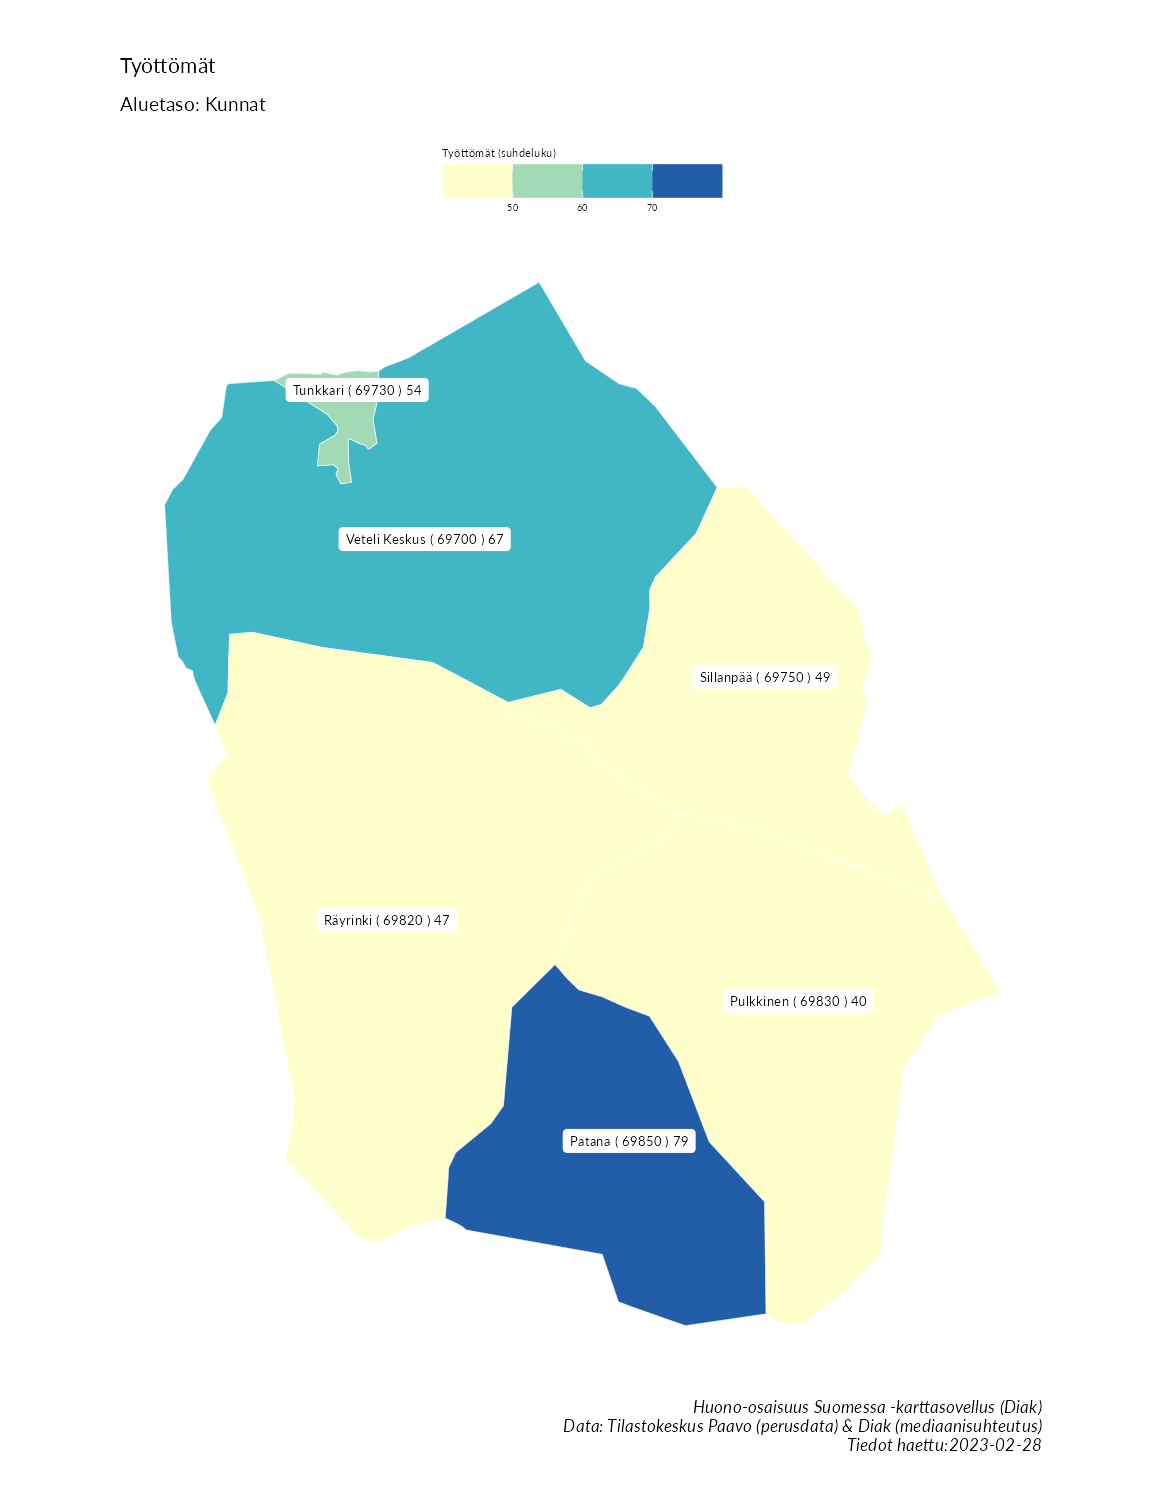 Työttömät
Aluetaso: Kunnat
Työttömät (suhdeluku)
50 60 70
Tunkkari ( 69730 ) 54
Veteli Keskus ( 69700 ) 67
Sillanpää ( 69750 ) 49
Räyrinki ( 69820 ) 47
Pulkkinen ( 69830 ) 40
Patana ( 69850 ) 79
Huono-osaisuus Suomessa -karttasovellus (Diak)
Data: Tilastokeskus Paavo (perusdata) & Diak (mediaanisuhteutus)
Tiedot haettu:2023-02-28